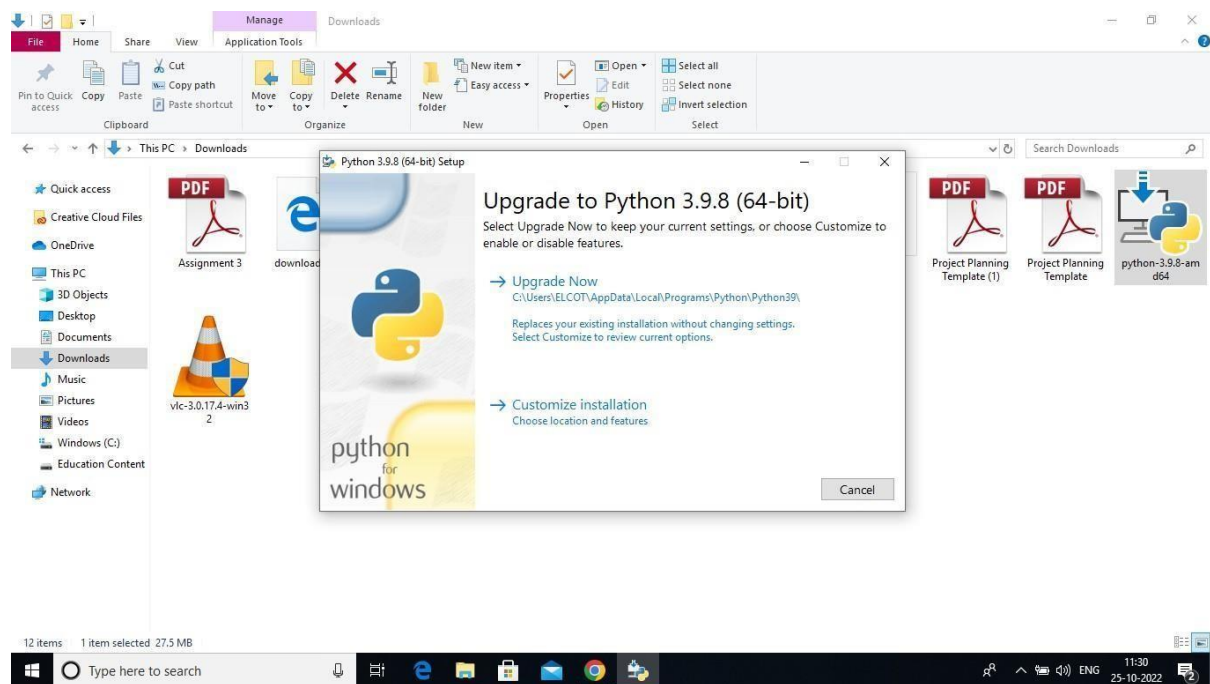 Manage
Downloads
File
Home
Share
View
Application Tools
Pin to Quick
access
Copy
Paste
Cut
Copy path
Paste shortcut
Clipboard
Move
to
Copy
to
Delete
Rename
Organize
New
folder
New item
Easy access
New
Properties
Open
Edit
History
Open
Select all
Select none
Invert selection
Select
This PC › Downloads
Search Downloads
Quick access
Creative Cloud Files
OneDrive
This PC
3D Objects
Desktop
Documents
Downloads
Music
Pictures
Videos
Windows (C:)
Education Content
Network
PDF
Assignment 3
download
vlc-3.0.17.4-win3
2
Python 3.9.8 (64-bit) Setup
Upgrade to Python 3.9.8 (64-bit)
Select Upgrade Now to keep your current settings, or choose Customize to
enable or disable features.
Upgrade Now
C:\Users\ELCOT\AppData\Local\Programs\Python\Python39\
Replaces your existing installation without changing settings.
Select Customize to review current options.
Customize installation
Choose location and features
python
for
windows
Cancel
PDF
Project Planning
Template (1)
PDF
Project Planning
Template
python-3.9.8-am
d64
12 items
1 item selected 27.5 MB
Type here to search
ENG
11:30
25-10-2022
2